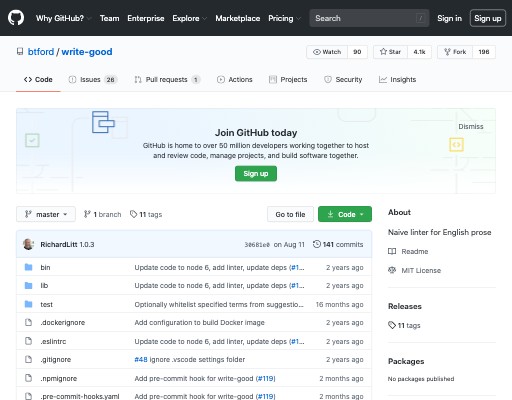 Why GitHub? Team Enterprise Explore Marketplace Pricing Search / Sign in Sign up
btford / write-good Watch 90 Star 4.1k Fork 196
Code Issues 26 Pull requests 1 Actions Projects Security Insights
Dismiss
Join GitHub today
GitHub is home to over 50 million developers working together to host
and review code, manage projects, and build software together.
Sign up
master 1 branch 11 tags Go to file Code
RichardLitt 1.0.3 30681e0 on Aug 11 141 commits
bin Update code to node 6, add linter, update deps (#1... 2 years ago
lib Update code to node 6, add linter, update deps (#1... 2 years ago
test Optionally whitelist specified terms from suggestio... 16 months ago
.dockerignore Add configuration to build Docker image 2 years ago
.eslintrc Update code to node 6, add linter, update deps (#1... 2 years ago
.gitignore #48 ignore .vscode settings folder 2 years ago
.npmignore Add pre-commit hook for write-good (#119) 2 months ago
.pre-commit-hooks.yaml Add pre-commit hook for write-good (#119) 2 months ago
About
Naive linter for English prose
Readme
MIT License
Releases
11 tags
Packages
No packages published